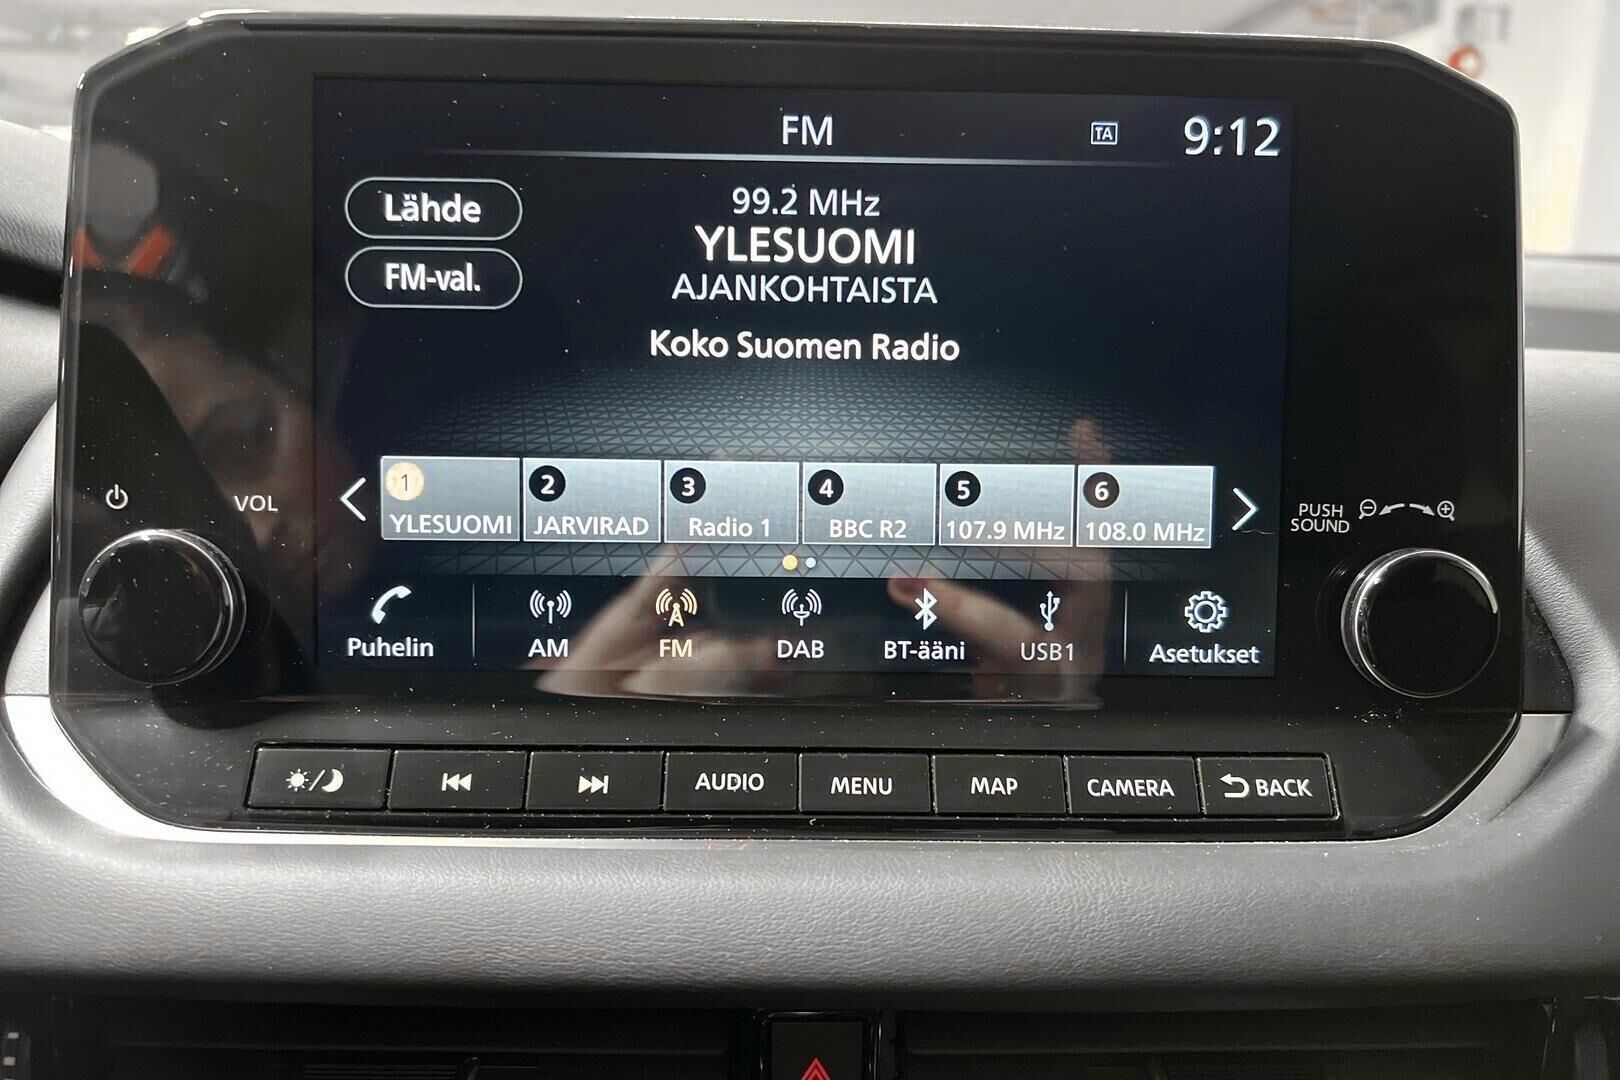 FM
TA
9:12
Lähde
FM-val.
99.2 MHz
YLESUOMI
AJANKOHTAISTA
Koko Suomen Radio
1 YLESUOMI
2 JARVIRAD
3 Radio 1
4 BBC R2
5 107.9 MHz
6 108.0 MHz
VOL
PUSH
SOUND
Puhelin
AM
FM
DAB
BT-ääni
USB1
Asetukset
AUDIO
MENU
MAP
CAMERA
BACK